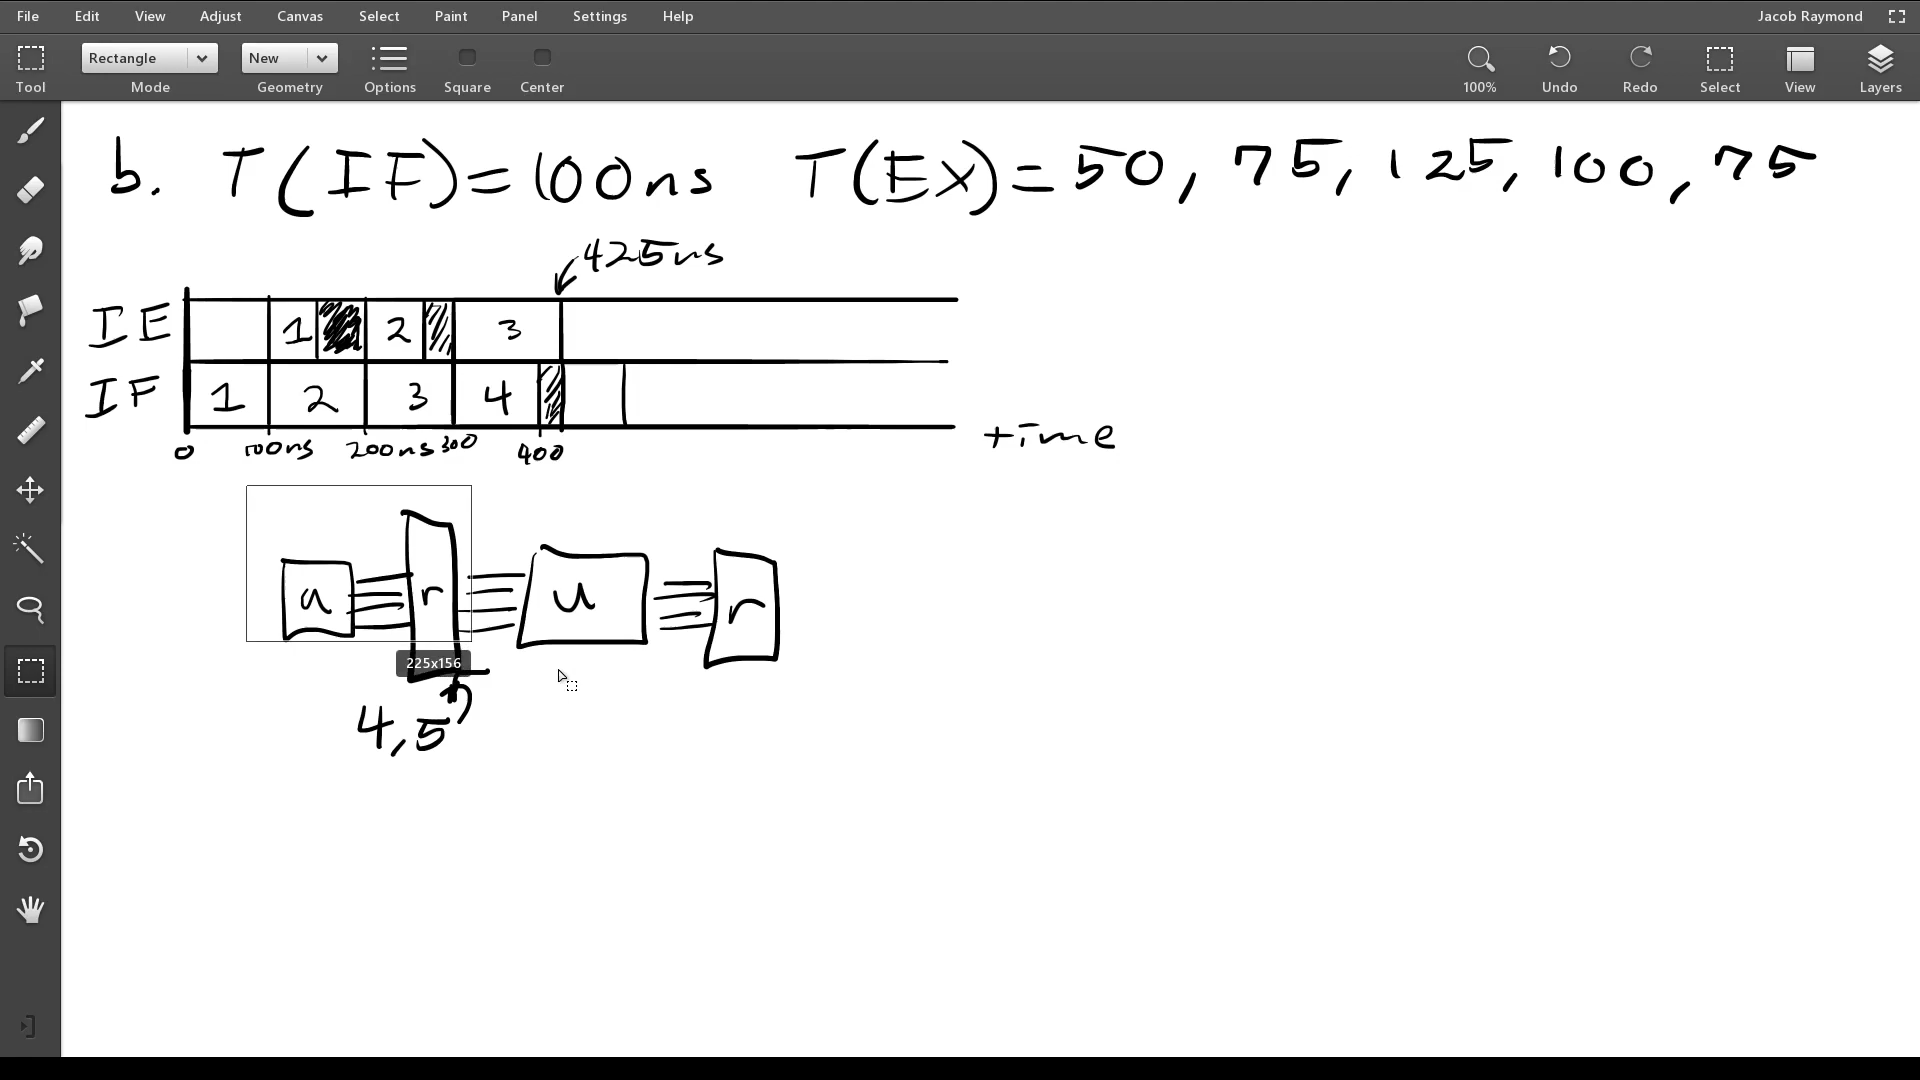 File Edit View Adjust Canvas Select Paint Panel Settings Help Jacob Raymond
Rectangle New
Tool Mode Geometry Options Square Center 100% Undo Redo Select View Layers
b. T(IF)=100ns T(EX)=50, 75, 125, 100, 75
425ns
IE 1 2 3
IF 1 2 3 4
0 100ns 200ns 300 400 time
a r u r
225x156
4,5